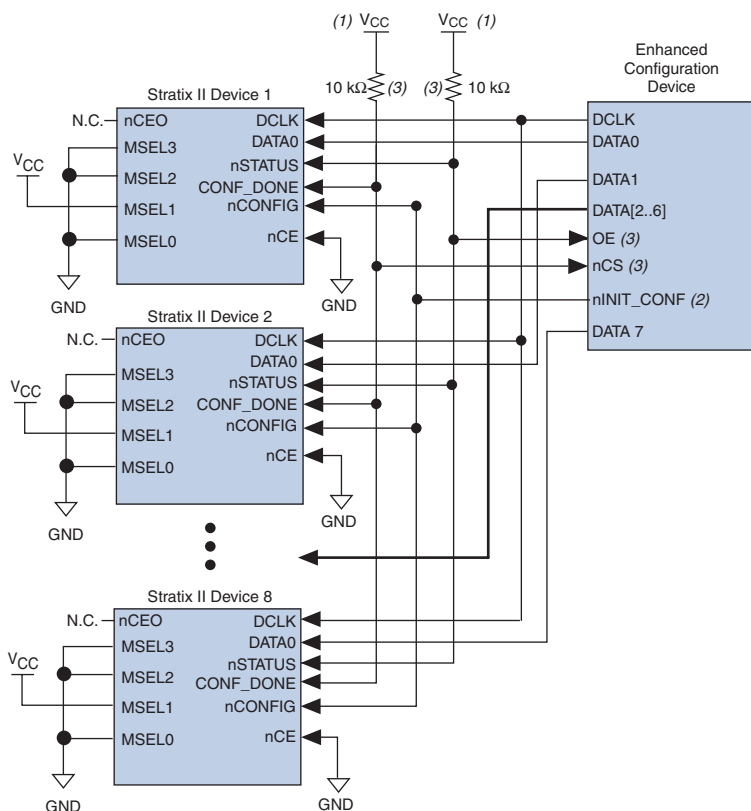 (1) VCC
VCC (1)
10 kΩ (3)
(3) 10 kΩ
Enhanced
Configuration
Device
DCLK
DATA0
DATA1
DATA[2..6]
OE (3)
nCS (3)
nINIT_CONF (2)
DATA 7
Stratix II Device 1
N.C.
nCEO
MSEL3
MSEL2
MSEL1
MSEL0
DCLK
DATA0
nSTATUS
CONF_DONE
nCONFIG
nCE
VCC
GND
GND
Stratix II Device 2
N.C.
nCEO
MSEL3
MSEL2
MSEL1
MSEL0
DCLK
DATA0
nSTATUS
CONF_DONE
nCONFIG
nCE
VCC
GND
GND
Stratix II Device 8
N.C.
nCEO
MSEL3
MSEL2
MSEL1
MSEL0
DCLK
DATA0
nSTATUS
CONF_DONE
nCONFIG
nCE
VCC
GND
GND